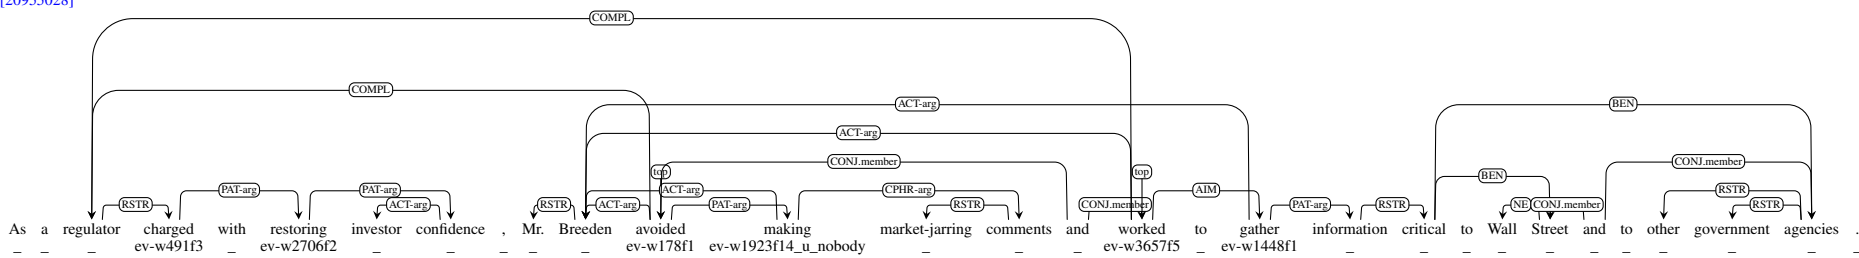 [20955028]
COMPL
COMPL
ACT-arg
ACT-arg
BEN
CONJ.member
CONJ.member
top
top
BEN
PAT-arg
PAT-arg
ACT-arg
CPHR-arg
AIM
RSTR
RSTR
ACT-arg
RSTR
ACT-arg
PAT-arg
RSTR
CONJ.member
PAT-arg
RSTR
NE
CONJ.member
RSTR
As a regulator charged with restoring investor confidence , Mr. Breeden avoided making market-jarring comments and worked to gather information critical to Wall Street and to other government agencies .
_ _ _ ev-w491f3 _ ev-w2706f2 _ _ _ _ _ ev-w178f1 ev-w1923f14_u_nobody _ _ _ ev-w3657f5 _ ev-w1448f1 _ _ _ _ _ _ _ _ _ _ _